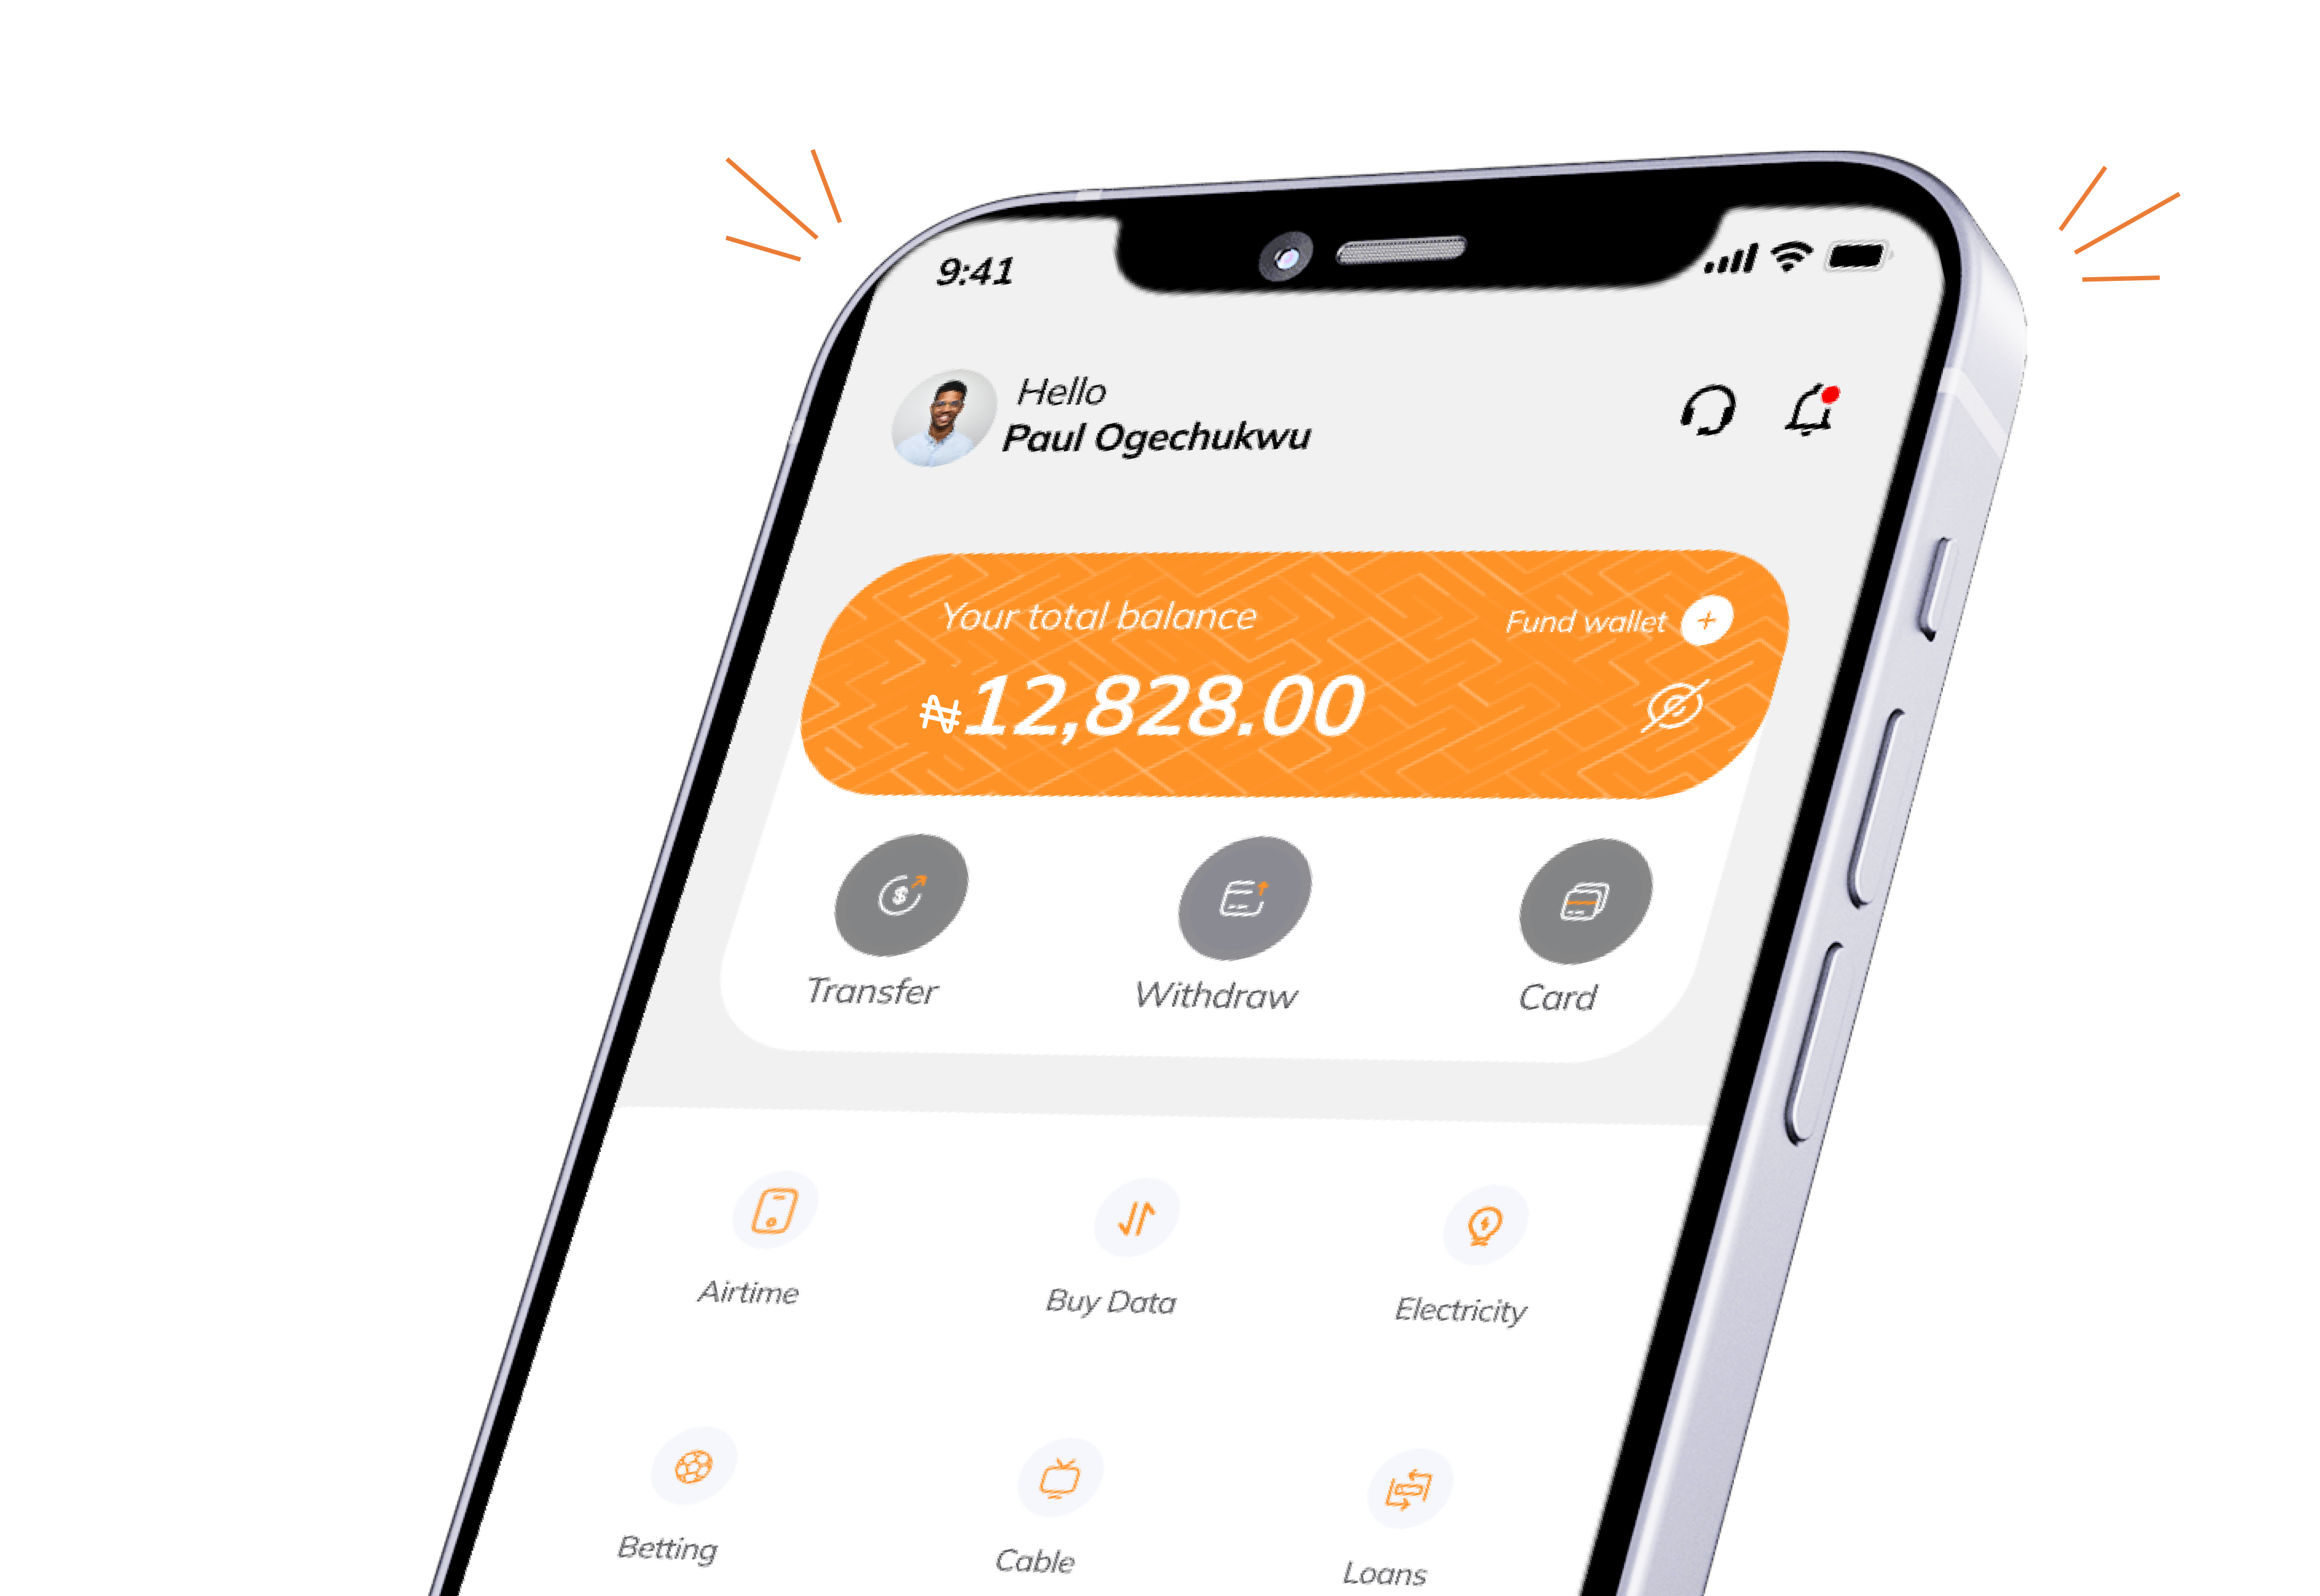 9:41
Hello
Paul Ogechukwu
Your total balance
Fund wallet
₦12,828.00
Transfer
Withdraw
Card
Airtime
Buy Data
Electricity
Betting
Cable
Loans